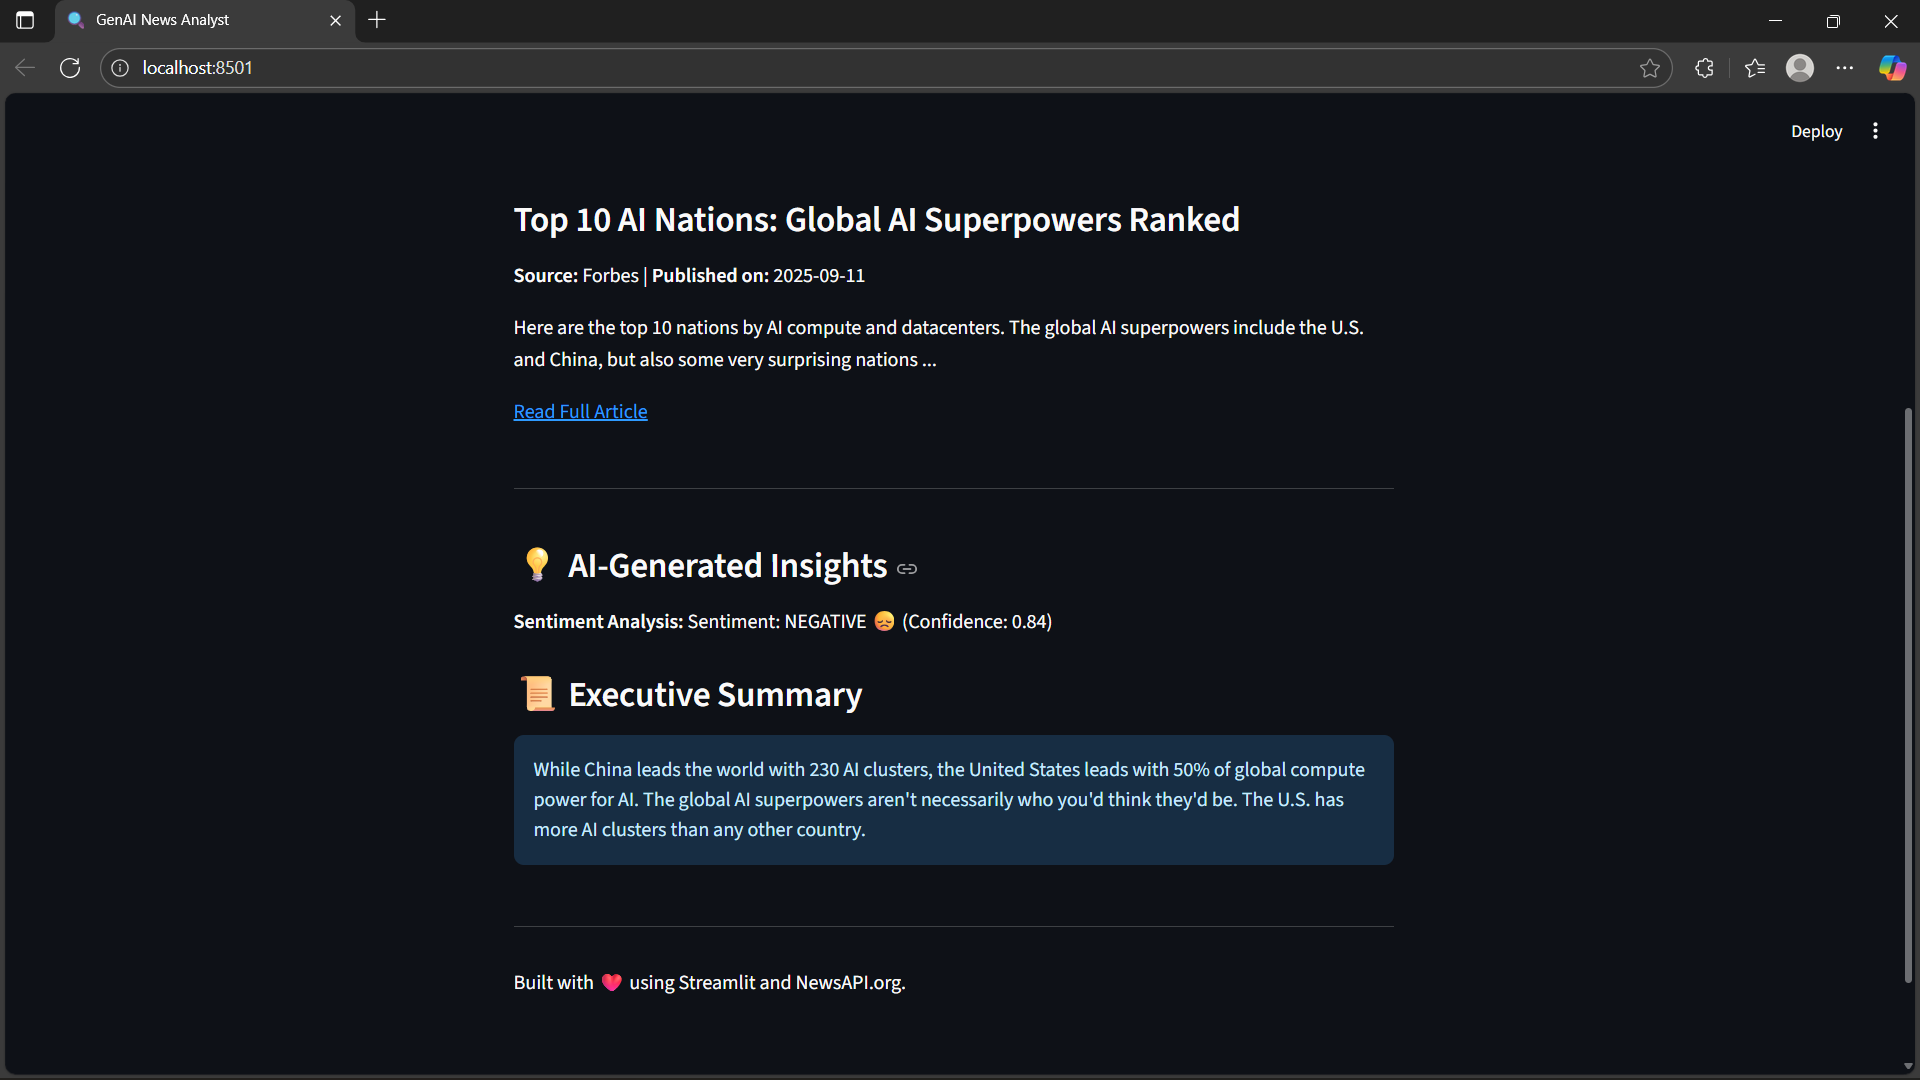 GenAI News Analyst
localhost:8501
Deploy
Top 10 AI Nations: Global AI Superpowers Ranked
Source: Forbes | Published on: 2025-09-11
Here are the top 10 nations by AI compute and datacenters. The global AI superpowers include the U.S.
and China, but also some very surprising nations ...
Read Full Article
💡 AI-Generated Insights
Sentiment Analysis: Sentiment: NEGATIVE 😞 (Confidence: 0.84)
📜 Executive Summary
While China leads the world with 230 AI clusters, the United States leads with 50% of global compute
power for AI. The global AI superpowers aren't necessarily who you'd think they'd be. The U.S. has
more AI clusters than any other country.
Built with ❤️ using Streamlit and NewsAPI.org.